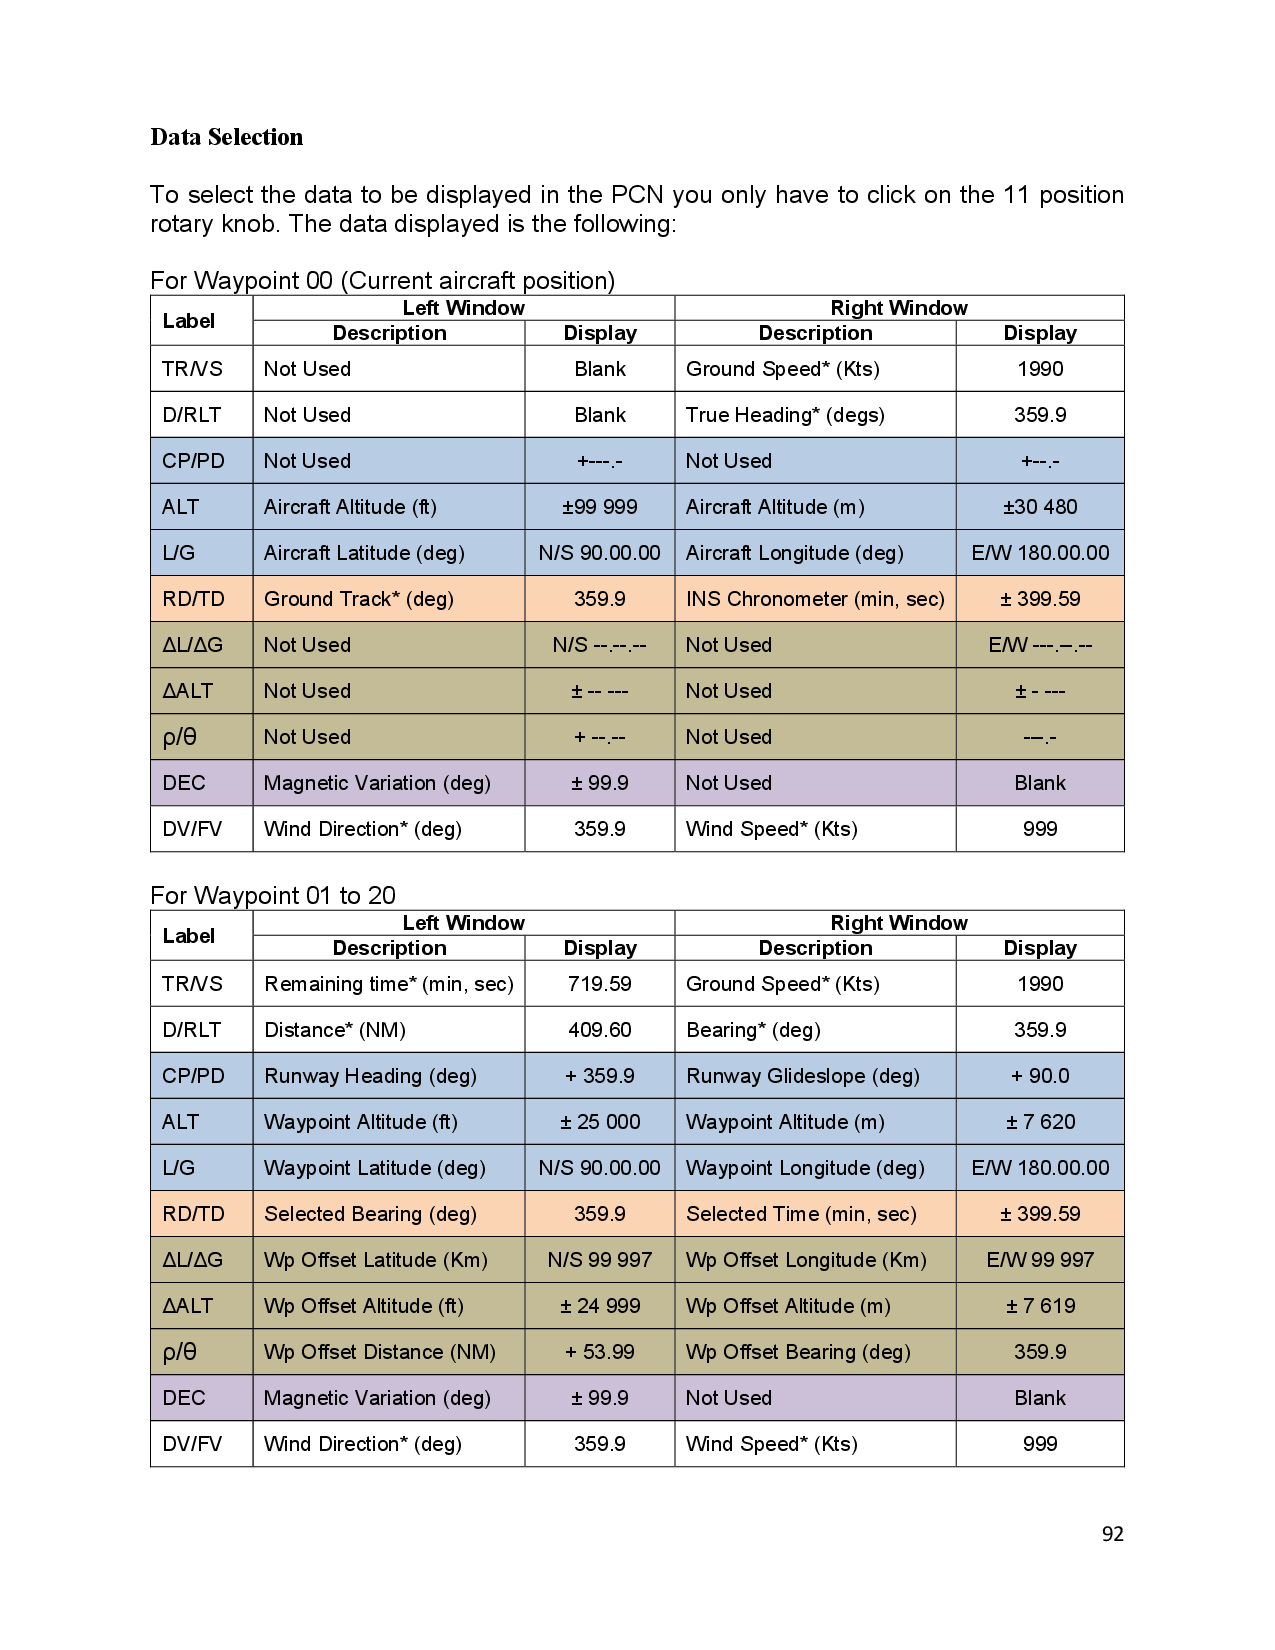 Data Selection
To select the data to be displayed in the PCN you only have to click on the 11 position
rotary knob. The data displayed is the following:
For Waypoint 00 (Current aircraft position)
Label Left Window Right Window
Description Display Description Display
TR/VS Not Used Blank Ground Speed* (Kts) 1990
D/RLT Not Used Blank True Heading* (degs) 359.9
CP/PD Not Used +---.- Not Used +--.-
ALT Aircraft Altitude (ft) ±99 999 Aircraft Altitude (m) ±30 480
L/G Aircraft Latitude (deg) N/S 90.00.00 Aircraft Longitude (deg) E/W 180.00.00
RD/TD Ground Track* (deg) 359.9 INS Chronometer (min, sec) ± 399.59
ΔL/ΔG Not Used N/S --.--.-- Not Used E/W ---.--.--
ΔALT Not Used ± -- --- Not Used ± - ---
ρ/θ Not Used + --.-- Not Used ---.-
DEC Magnetic Variation (deg) ± 99.9 Not Used Blank
DV/FV Wind Direction* (deg) 359.9 Wind Speed* (Kts) 999
For Waypoint 01 to 20
Label Left Window Right Window
Description Display Description Display
TR/VS Remaining time* (min, sec) 719.59 Ground Speed* (Kts) 1990
D/RLT Distance* (NM) 409.60 Bearing* (deg) 359.9
CP/PD Runway Heading (deg) + 359.9 Runway Glideslope (deg) + 90.0
ALT Waypoint Altitude (ft) ± 25 000 Waypoint Altitude (m) ± 7 620
L/G Waypoint Latitude (deg) N/S 90.00.00 Waypoint Longitude (deg) E/W 180.00.00
RD/TD Selected Bearing (deg) 359.9 Selected Time (min, sec) ± 399.59
ΔL/ΔG Wp Offset Latitude (Km) N/S 99 997 Wp Offset Longitude (Km) E/W 99 997
ΔALT Wp Offset Altitude (ft) ± 24 999 Wp Offset Altitude (m) ± 7 619
ρ/θ Wp Offset Distance (NM) + 53.99 Wp Offset Bearing (deg) 359.9
DEC Magnetic Variation (deg) ± 99.9 Not Used Blank
DV/FV Wind Direction* (deg) 359.9 Wind Speed* (Kts) 999
92